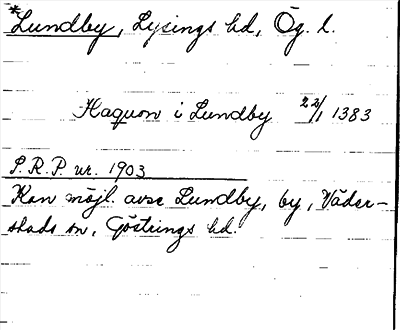 *Lundby, Lysings hd, Ög. l.
Haquon i Lundby 22/1 1383
S.R.P. nr. 1903
Kan möjl. avse Lundby, by, Väder-
stads sn, Göstrings hd.